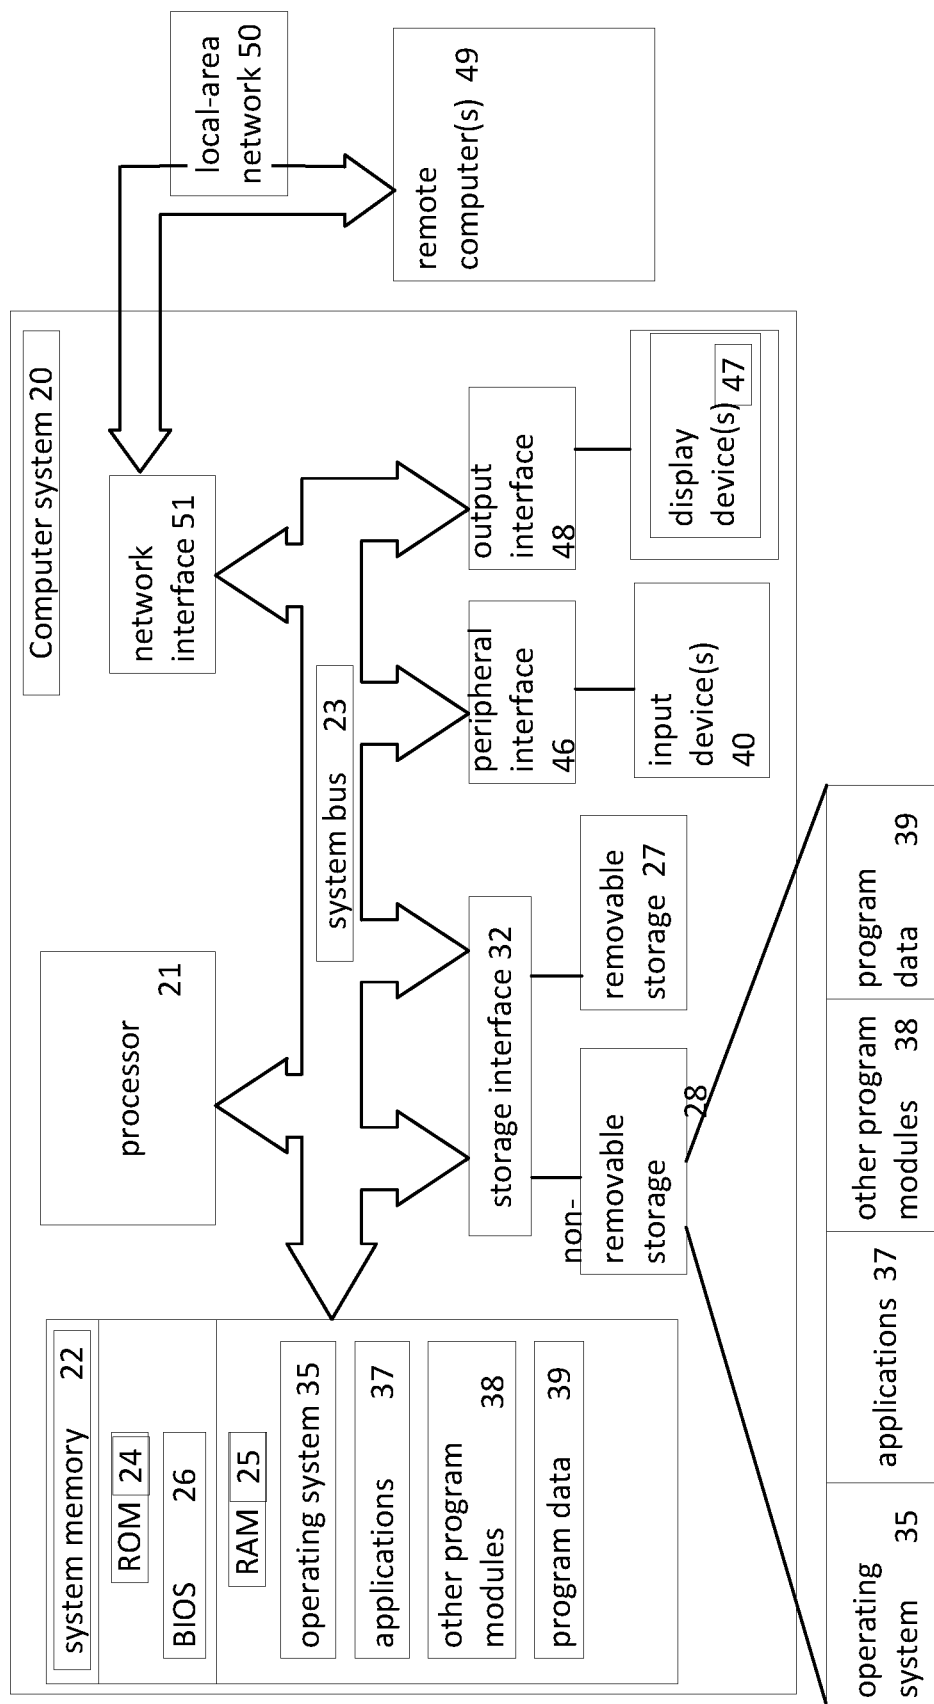 Computer system 20
system memory 22
ROM 24
BIOS 26
RAM 25
operating system 35
applications 37
other program
modules 38
program data 39
processor
21
network
interface 51
local-area
network 50
remote
computer(s) 49
system bus 23
storage interface 32
peripheral
interface
46
output
interface
48
non-
removable
storage
28
removable
storage 27
input
device(s)
40
display
device(s) 47
operating
system 35
applications 37
other program
modules 38
program
data 39